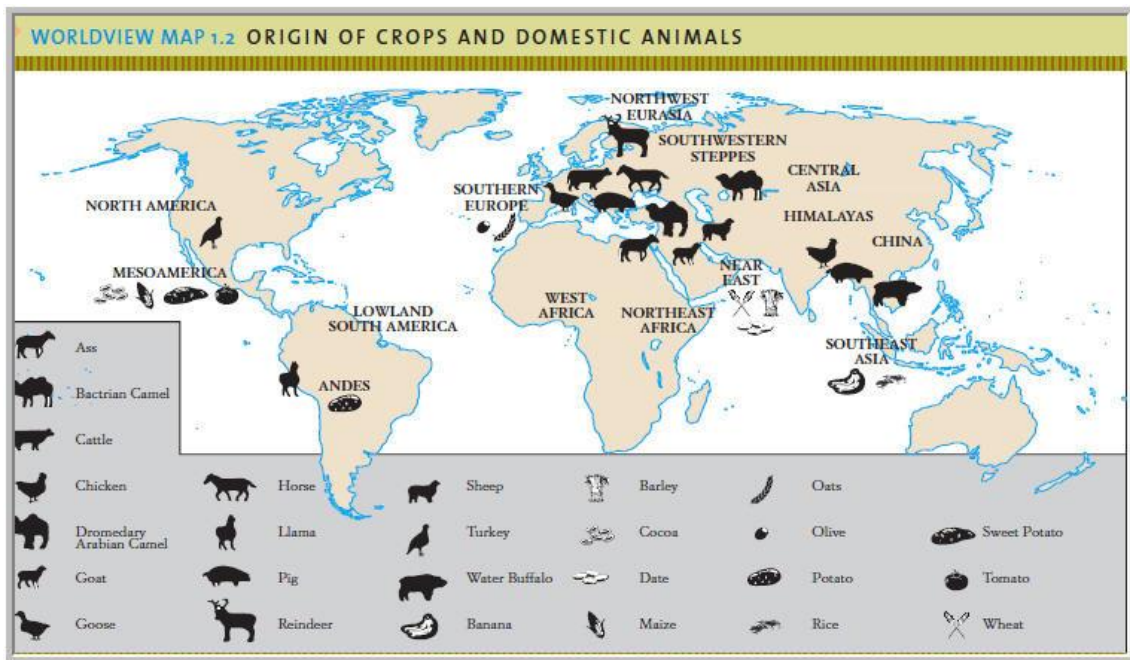 WORLDVIEW MAP 1.2 ORIGIN OF CROPS AND DOMESTIC ANIMALS
NORTHWEST
EURASIA
SOUTHWESTERN
STEPPES
CENTRAL
ASIA
SOUTHERN
EUROPE
NORTH AMERICA
HIMALAYAS
CHINA
MESOAMERICA
NEAR
EAST
LOWLAND
SOUTH AMERICA
WEST
AFRICA
NORTHEAST
AFRICA
SOUTHEAST
ASIA
ANDES
Ass
Bactrian Camel
Cattle
Chicken
Dromedary
Arabian Camel
Goat
Goose
Horse
Llama
Pig
Reindeer
Sheep
Turkey
Water Buffalo
Banana
Barley
Cocoa
Date
Maize
Oats
Olive
Potato
Rice
Sweet Potato
Tomato
Wheat